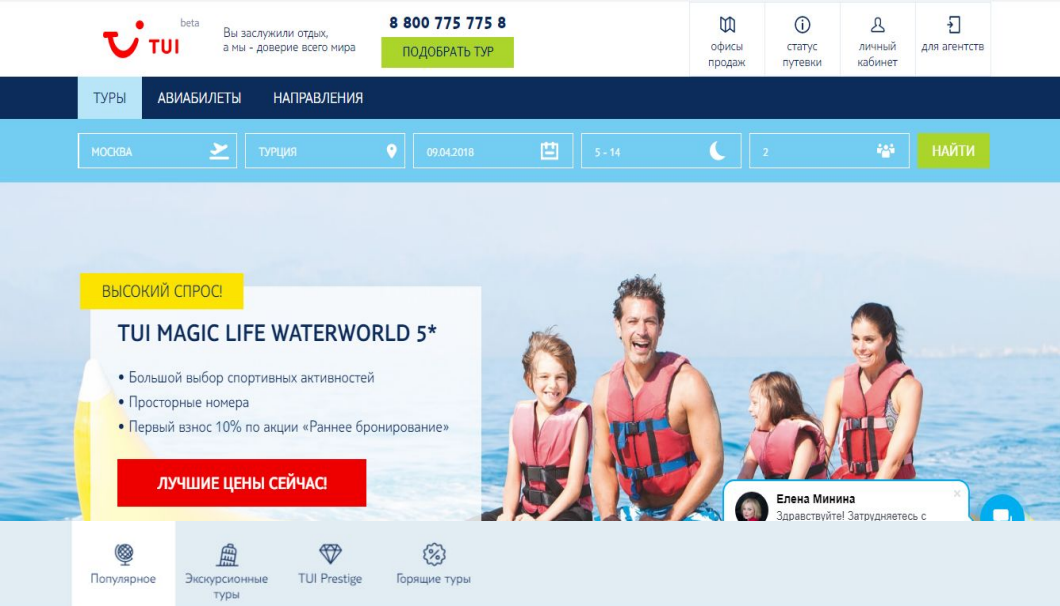 TUI
beta
Вы заслужили отдых,
а мы - доверие всего мира
8 800 775 775 8
ПОДОБРАТЬ ТУР
офисы
продаж
статус
путевки
личный
кабинет
для агентств
ТУРЫ
АВИАБИЛЕТЫ
НАПРАВЛЕНИЯ
МОСКВА
ТУРЦИЯ
09.04.2018
5 - 14
2
НАЙТИ
ВЫСОКИЙ СПРОС!
TUI MAGIC LIFE WATERWORLD 5*
• Большой выбор спортивных активностей
• Просторные номера
• Первый взнос 10% по акции «Раннее бронирование»
ЛУЧШИЕ ЦЕНЫ СЕЙЧАС!
Елена Минина
Здравствуйте! Затрудняетесь с
Популярное
Экскурсионные
туры
TUI Prestige
Горящие туры